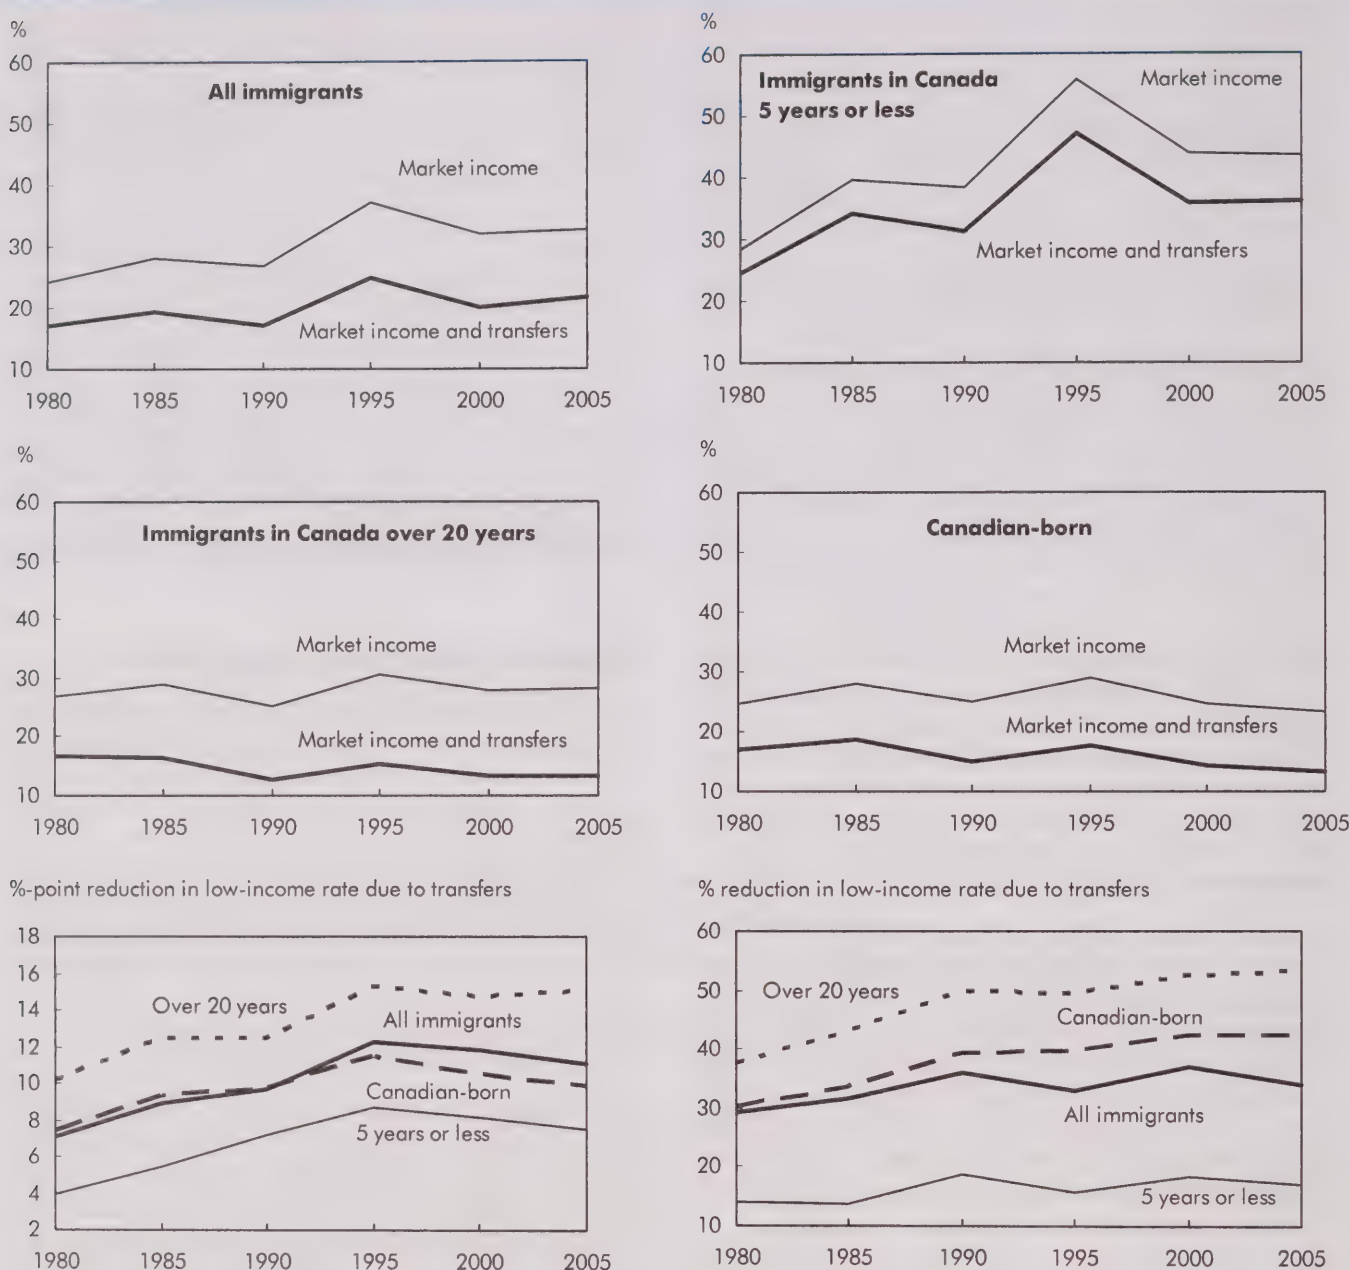 %
60
50
40
30
20
10
All immigrants
Market income
Market income and transfers
1980 1985 1990 1995 2000 2005
%
60
50
40
30
20
10
Immigrants in Canada
5 years or less
Market income
Market income and transfers
1980 1985 1990 1995 2000 2005
%
60
50
40
30
20
10
Immigrants in Canada over 20 years
Market income
Market income and transfers
1980 1985 1990 1995 2000 2005
%
60
50
40
30
20
10
Canadian-born
Market income
Market income and transfers
1980 1985 1990 1995 2000 2005
%-point reduction in low-income rate due to transfers
18
16
14
12
10
8
6
4
2
Over 20 years
All immigrants
Canadian-born
5 years or less
1980 1985 1990 1995 2000 2005
% reduction in low-income rate due to transfers
60
50
40
30
20
10
Over 20 years
Canadian-born
All immigrants
5 years or less
1980 1985 1990 1995 2000 2005